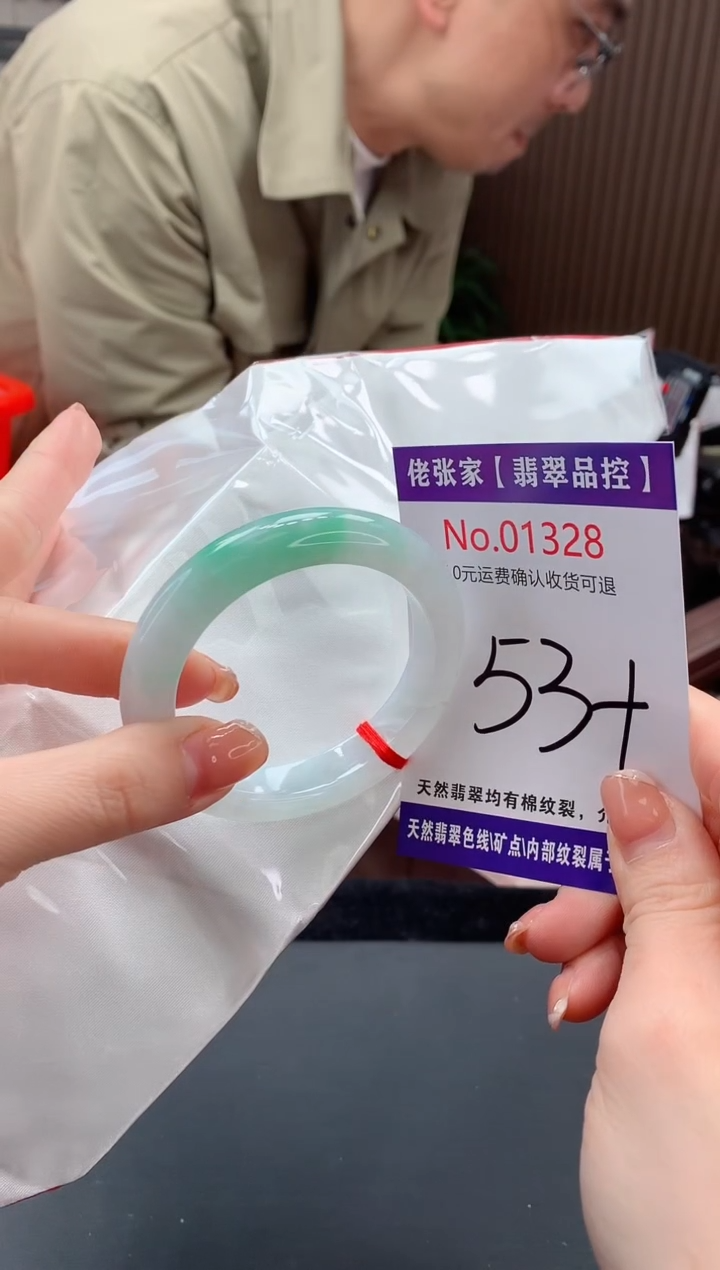 佬张家【翡翠品控】
No.01328
0元运费确认收货可退
53+
天然翡翠均有棉纹裂，
天然翡翠色线\矿点\内部纹裂属